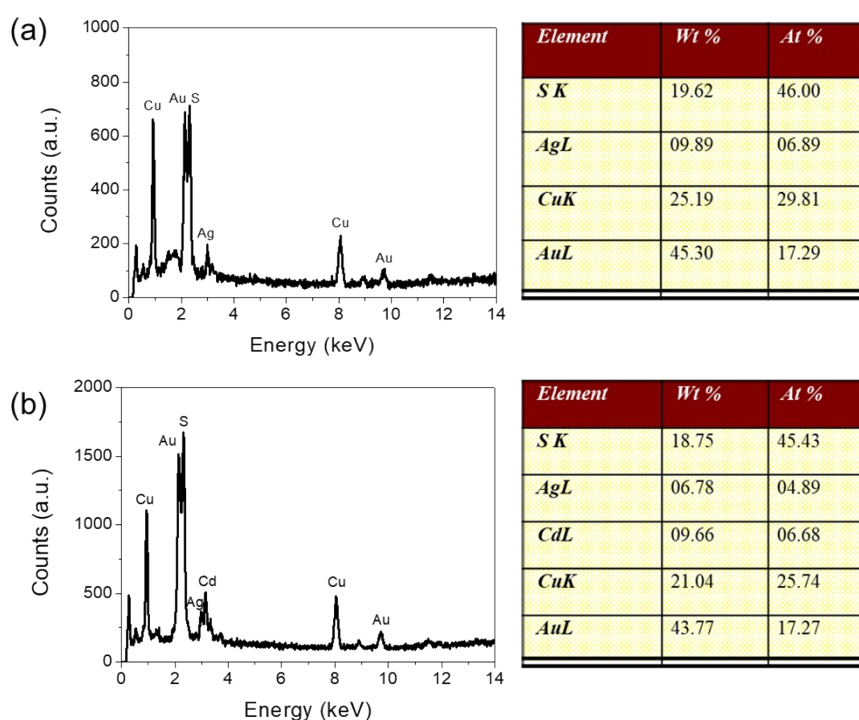 (a)
1000
800
600
400
200
0
Counts (a.u.)
Cu
Au S
Ag
Cu
Au
0 2 4 6 8 10 12 14
Energy (keV)
Element Wt % At %
S K 19.62 46.00
AgL 09.89 06.89
CuK 25.19 29.81
AuL 45.30 17.29
(b)
2000
1500
1000
500
0
Counts (a.u.)
S
Au
Cu
Cd
Ag
Cu
Au
0 2 4 6 8 10 12 14
Energy (keV)
Element Wt % At %
S K 18.75 45.43
AgL 06.78 04.89
CdL 09.66 06.68
CuK 21.04 25.74
AuL 43.77 17.27